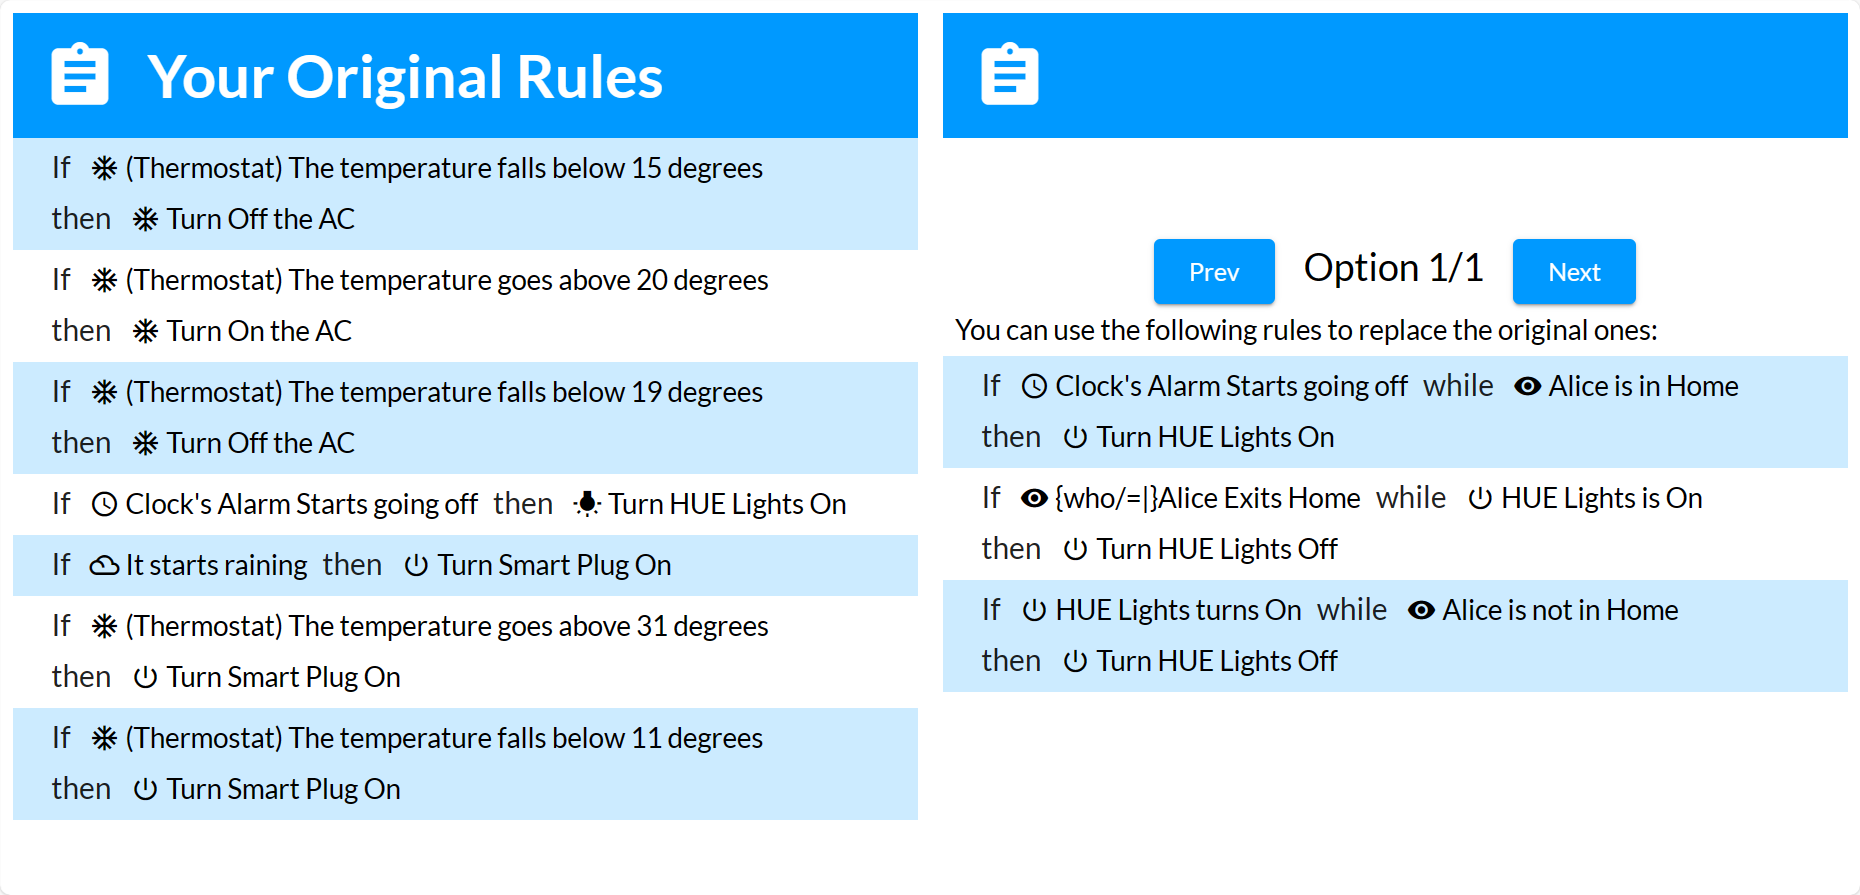 Your Original Rules
If (Thermostat) The temperature falls below 15 degrees
then Turn Off the AC
If (Thermostat) The temperature goes above 20 degrees
then Turn On the AC
If (Thermostat) The temperature falls below 19 degrees
then Turn Off the AC
If Clock's Alarm Starts going off then Turn HUE Lights On
If It starts raining then Turn Smart Plug On
If (Thermostat) The temperature goes above 31 degrees
then Turn Smart Plug On
If (Thermostat) The temperature falls below 11 degrees
then Turn Smart Plug On
Prev Option 1/1 Next
You can use the following rules to replace the original ones:
If Clock's Alarm Starts going off while Alice is in Home
then Turn HUE Lights On
If {who/=|}Alice Exits Home while HUE Lights is On
then Turn HUE Lights Off
If HUE Lights turns On while Alice is not in Home
then Turn HUE Lights Off